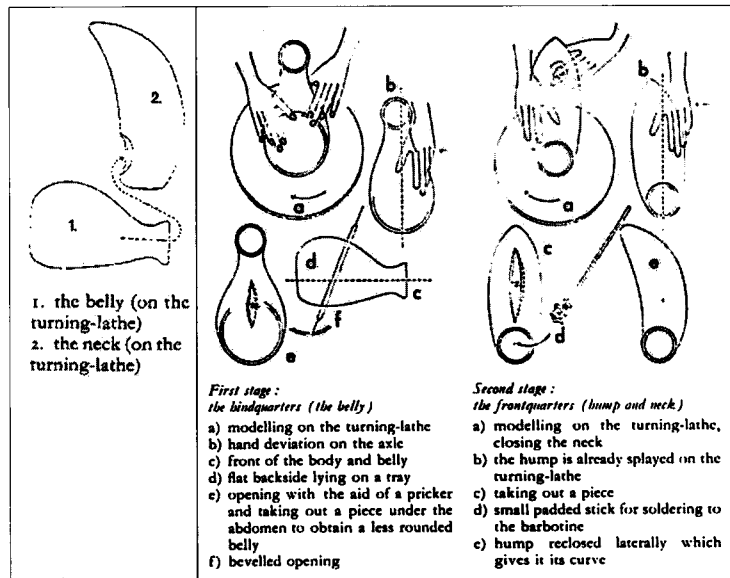 2.
1.
1. the belly (on the
turning-lathe)
2. the neck (on the
turning-lathe)
b
a
d
c
f
e
First stage :
the hindquarters (the belly)
a) modelling on the turning-lathe
b) hand deviation on the axle
c) front of the body and belly
d) flat backside lying on a tray
e) opening with the aid of a pricker
and taking out a piece under the
abdomen to obtain a less rounded
belly
f) bevelled opening
b
a
c
e
d
Second stage :
the frontquarters (hump and neck)
a) modelling on the turning-lathe,
closing the neck
b) the hump is already splayed on the
turning-lathe
c) taking out a piece
d) small padded stick for soldering to
the barbotine
e) hump reclosed laterally which
gives it its curve